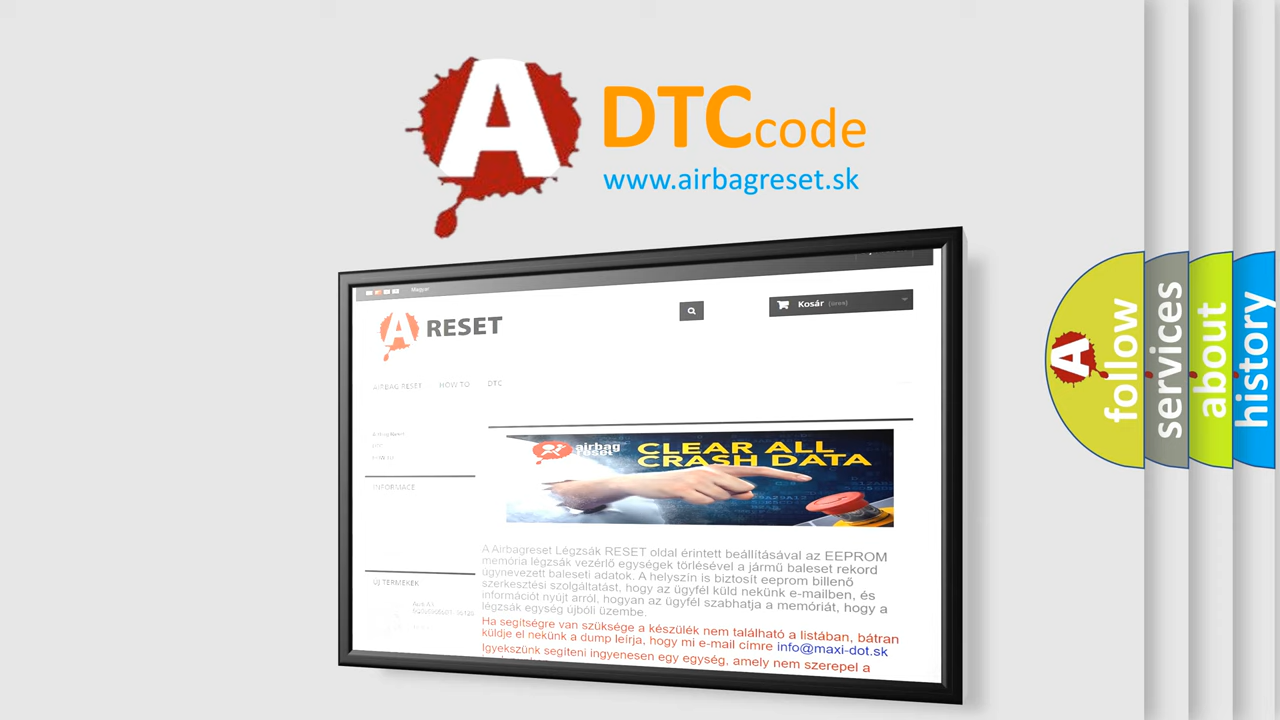 A
DTCcode
www.airbagreset.sk
Magyar
A RESET
Kosár (üres)
AIRBAG RESET HOW TO DTC
INFORMACE
ÚJ TERMÉKEK
airbag
reset
CLEAR ALL
CRASH DATA
A Airbagreset Légzsák RESET oldal érintett beállításával az EEPROM
memória légzsák vezérlő egységek törlésével a jármű baleset rekord
úgynevezett baleseti adatok. A helyszín is biztosít eeprom billenő
szerkesztési szolgáltatást, hogy az ügyfél küld nekünk e-mailben, és
információt nyújt arról, hogyan az ügyfél szabhatja a memóriát, hogy a
légzsák egység újbóli üzembe.
Ha segítségre van szüksége a készülék nem található a listában, bátran
küldje el nekünk a dump leírja, hogy mi e-mail címre info@maxi-dot.sk
Igyekszünk segíteni ingyenesen egy egység, amely nem szerepel a
A
follow
services
about
history